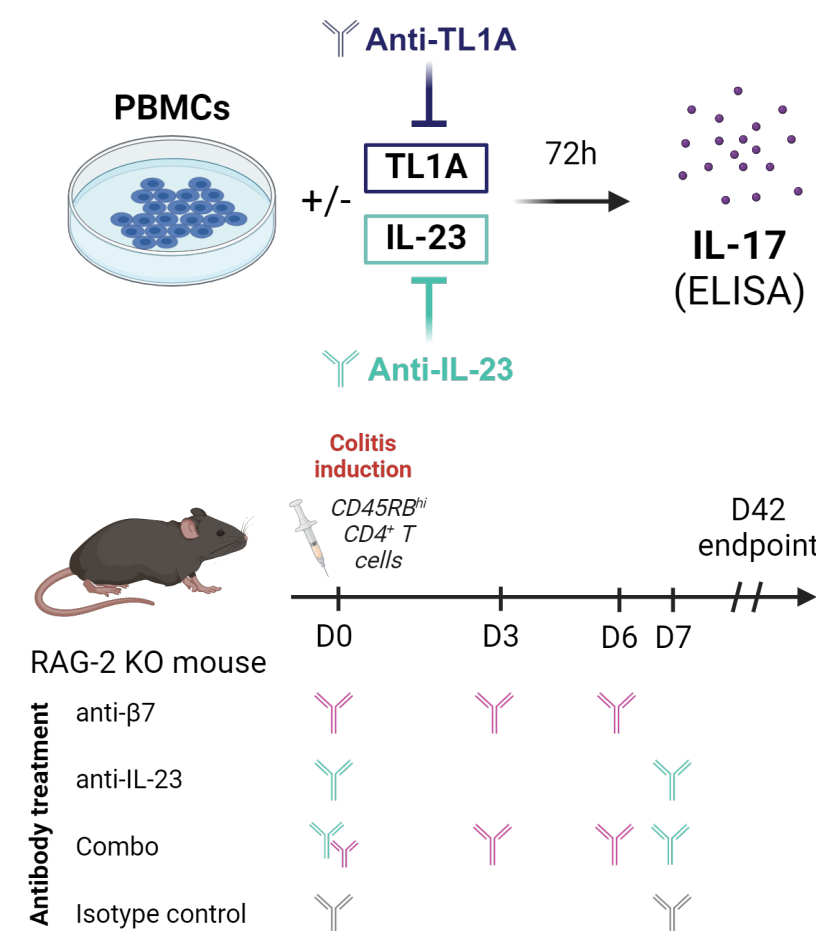 Anti-TL1A
PBMCs
TL1A
72h
+/-
IL-23
IL-17
(ELISA)
Anti-IL-23
Colitis
induction
CD45RBʰⁱ
CD4⁺ T
cells
D42
endpoint
D0 D3 D6 D7
RAG-2 KO mouse
Antibody treatment
anti-β7
anti-IL-23
Combo
Isotype control